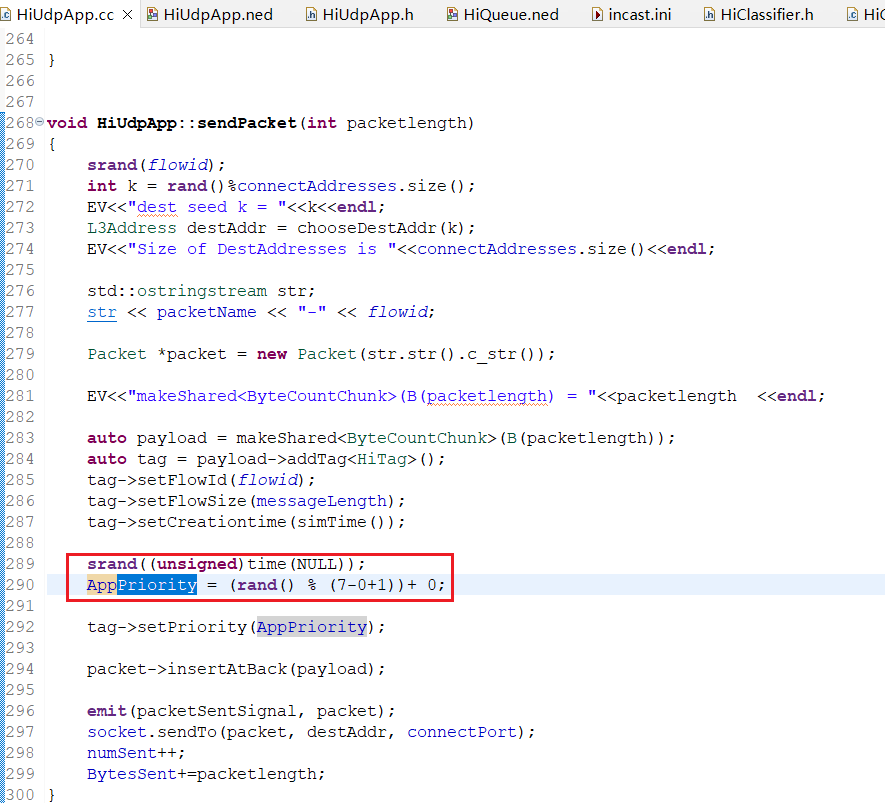 HiUdpApp.cc HiUdpApp.ned HiUdpApp.h HiQueue.ned incast.ini HiClassifier.h
264
265 }
266
267
268 void HiUdpApp::sendPacket(int packetlength)
269 {
270 srand(flowid);
271 int k = rand()%connectAddresses.size();
272 EV<<"dest seed k = "<<k<<endl;
273 L3Address destAddr = chooseDestAddr(k);
274 EV<<"Size of DestAddresses is "<<connectAddresses.size()<<endl;
275
276 std::ostringstream str;
277 str << packetName << "-" << flowid;
278
279 Packet *packet = new Packet(str.str().c_str());
280
281 EV<<"makeShared<ByteCountChunk>(B(packetlength) = "<<packetlength <<endl;
282
283 auto payload = makeShared<ByteCountChunk>(B(packetlength));
284 auto tag = payload->addTag<HiTag>();
285 tag->setFlowId(flowid);
286 tag->setFlowSize(messageLength);
287 tag->setCreationtime(simTime());
288
289 srand((unsigned)time(NULL));
290 AppPriority = (rand() % (7-0+1))+ 0;
291
292 tag->setPriority(AppPriority);
293
294 packet->insertAtBack(payload);
295
296 emit(packetSentSignal, packet);
297 socket.sendTo(packet, destAddr, connectPort);
298 numSent++;
299 BytesSent+=packetlength;
300 }